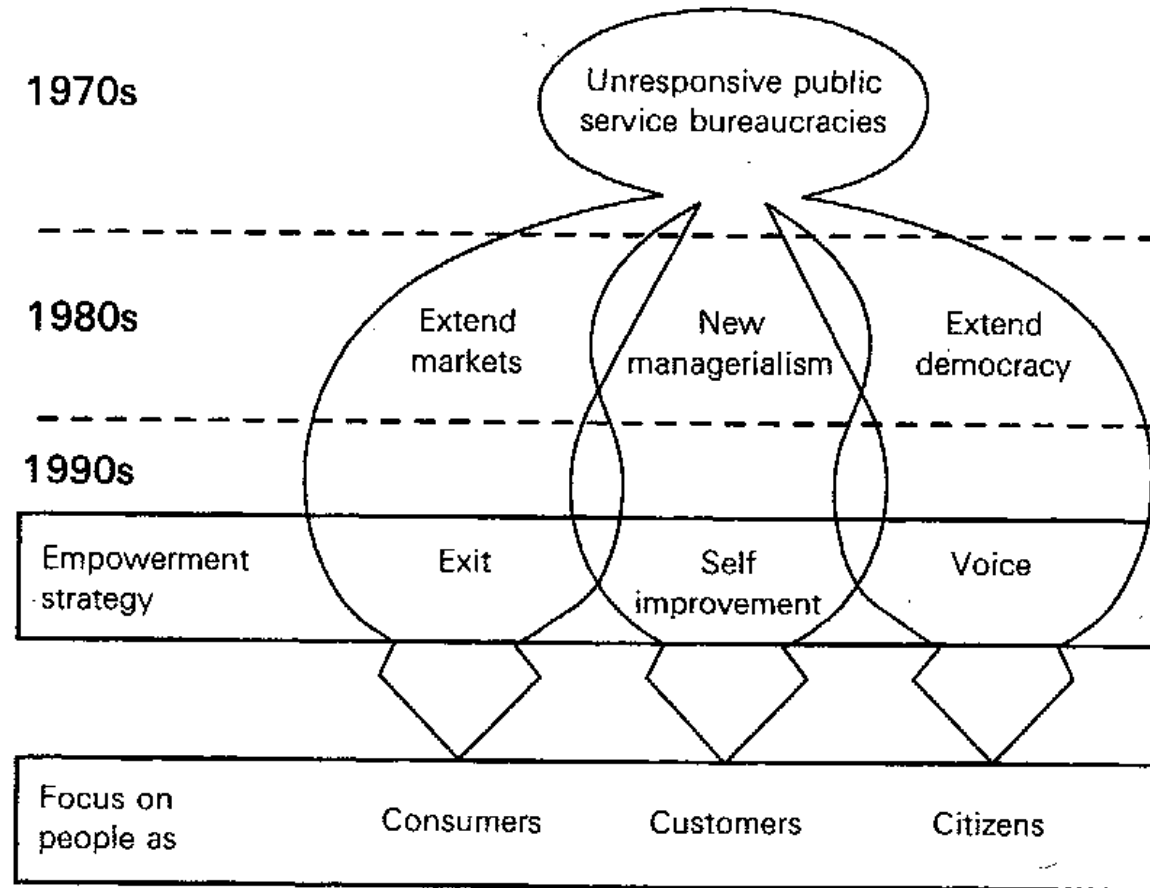 1970s
Unresponsive public
service bureaucracies
1980s
Extend
markets
New
managerialism
Extend
democracy
1990s
Empowerment
strategy
Exit
Self
improvement
Voice
Focus on
people as
Consumers
Customers
Citizens